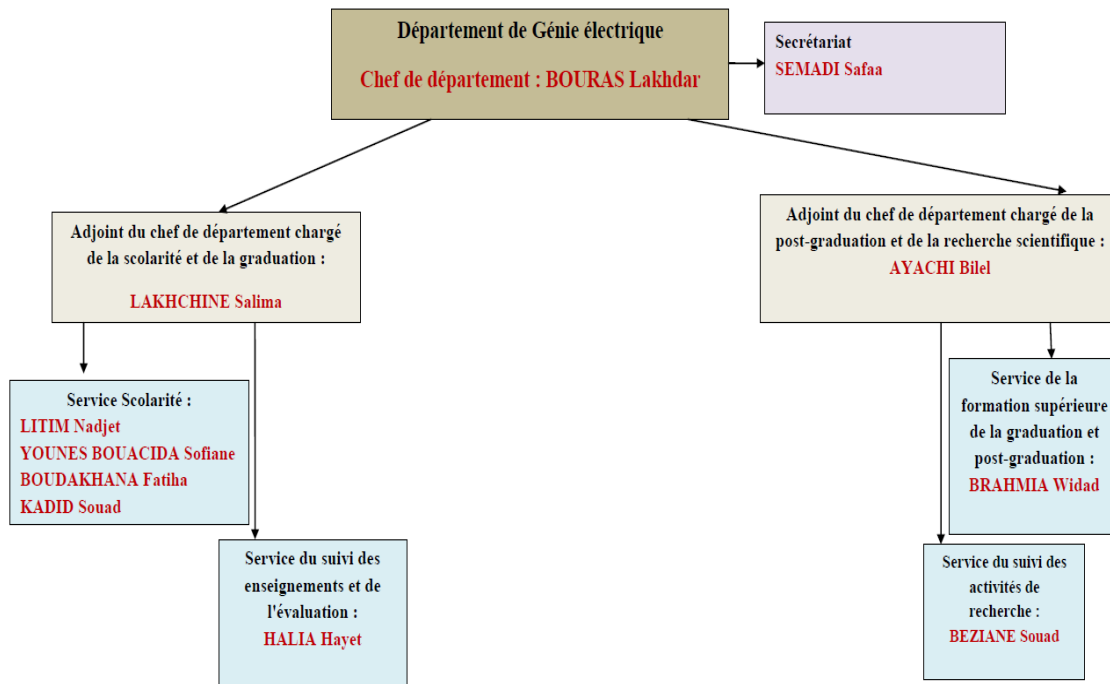 Département de Génie électrique
Chef de département : BOURAS Lakhdar
Secrétariat
SEMADI Safaa
Adjoint du chef de département chargé
de la scolarité et de la graduation :
LAKHCHINE Salima
Adjoint du chef de département chargé de la
post-graduation et de la recherche scientifique :
AYACHI Bilel
Service Scolarité :
LITIM Nadjet
YOUNES BOUACIDA Sofiane
BOUDAKHANA Fatiha
KADID Souad
Service de la
formation supérieure
de la graduation et
post-graduation :
BRAHMIA Widad
Service du suivi des
enseignements et de
l'évaluation :
HALIA Hayet
Service du suivi des
activités de
recherche :
BEZIANE Souad